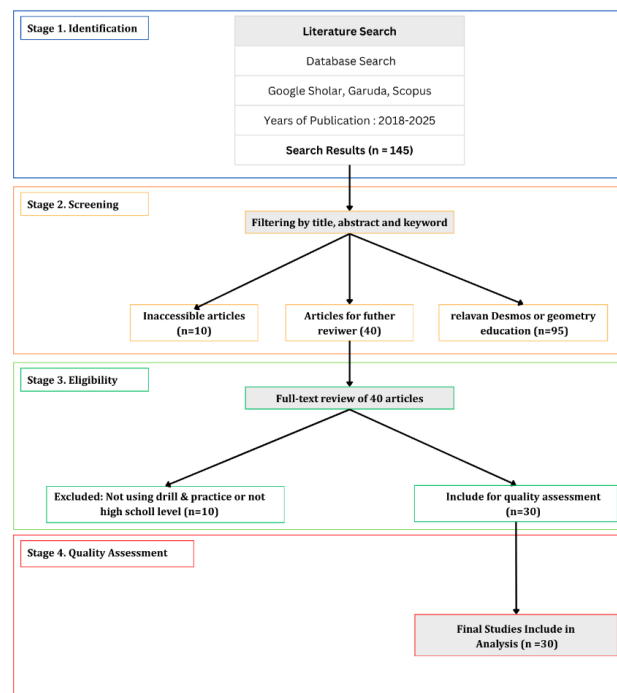 Stage 1. Identification
Literature Search
Database Search
Google Sholar, Garuda, Scopus
Years of Publication : 2018-2025
Search Results (n = 145)
Stage 2. Screening
Filtering by title, abstract and keyword
Inaccessible articles
(n=10)
Articles for futher
reviwer (40)
relavan Desmos or geometry
education (n=95)
Stage 3. Eligibility
Full-text review of 40 articles
Excluded: Not using drill & practice or not
high scholl level (n=10)
Include for quality assessment
(n=30)
Stage 4. Quality Assessment
Final Studies Include in
Analysis (n =30)